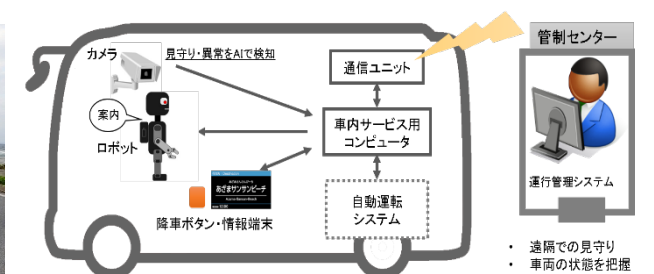 カメラ
見守り・異常をAIで検知
案内
ロボット
あざまサンサンビーチ
降車ボタン・情報端末
通信ユニット
車内サービス用
コンピュータ
自動運転
システム
管制センター
運行管理システム
・ 遠隔での見守り
・ 車両の状態を把握